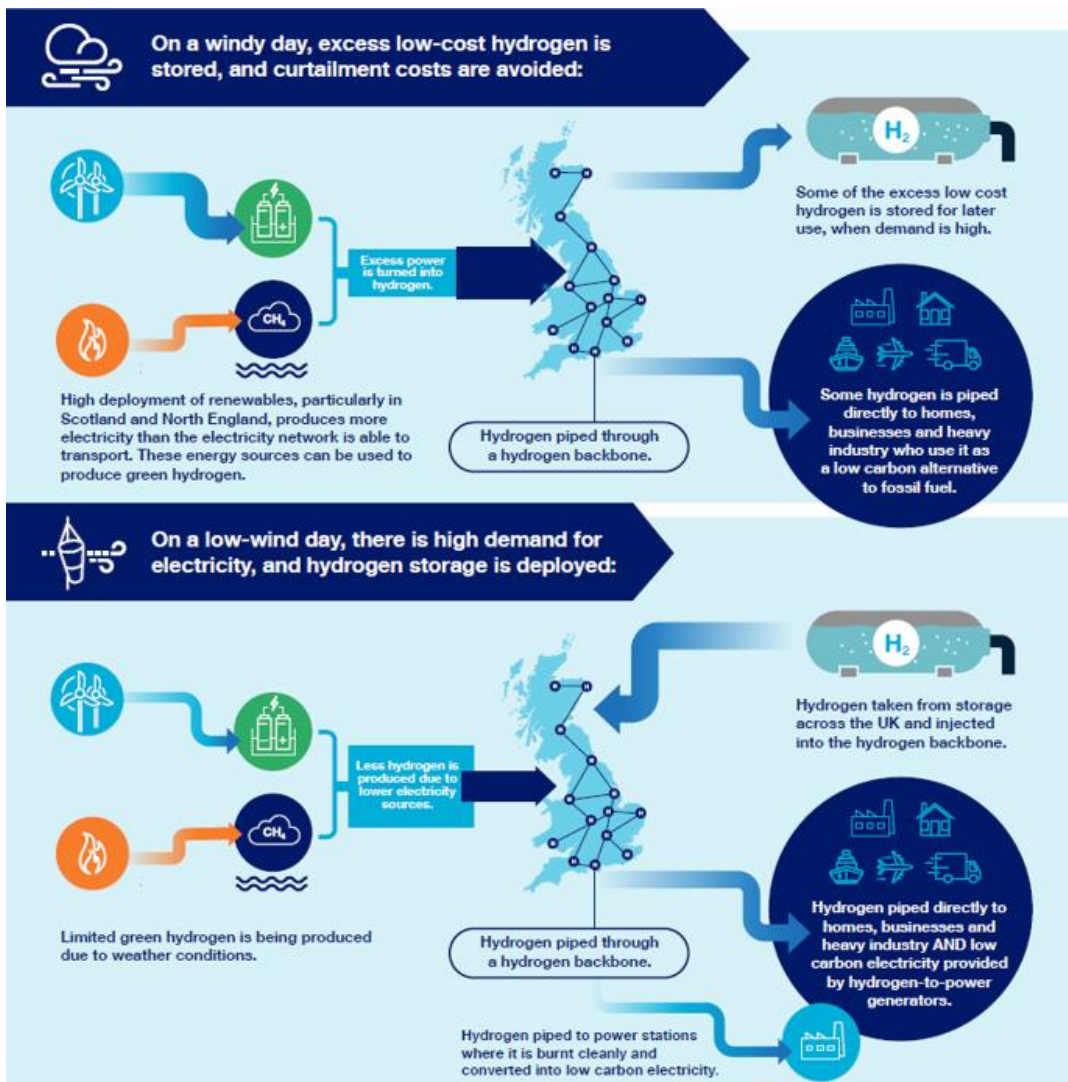 On a windy day, excess low-cost hydrogen is
stored, and curtailment costs are avoided:
H₂
Some of the excess low cost
hydrogen is stored for later
use, when demand is high.
Excess power
is turned into
hydrogen.
CH₄
High deployment of renewables, particularly in
Scotland and North England, produces more
electricity than the electricity network is able to
transport. These energy sources can be used to
produce green hydrogen.
Hydrogen piped through
a hydrogen backbone.
Some hydrogen is piped
directly to homes,
businesses and heavy
industry who use it as
a low carbon alternative
to fossil fuel.
On a low-wind day, there is high demand for
electricity, and hydrogen storage is deployed:
H₂
Hydrogen taken from storage
across the UK and injected
into the hydrogen backbone.
Less hydrogen is
produced due to
lower electricity
sources.
CH₄
Limited green hydrogen is being produced
due to weather conditions.
Hydrogen piped through
a hydrogen backbone.
Hydrogen piped directly to
homes, businesses and
heavy industry AND low
carbon electricity provided
by hydrogen-to-power
generators.
Hydrogen piped to power stations
where it is burnt cleanly and
converted into low carbon electricity.